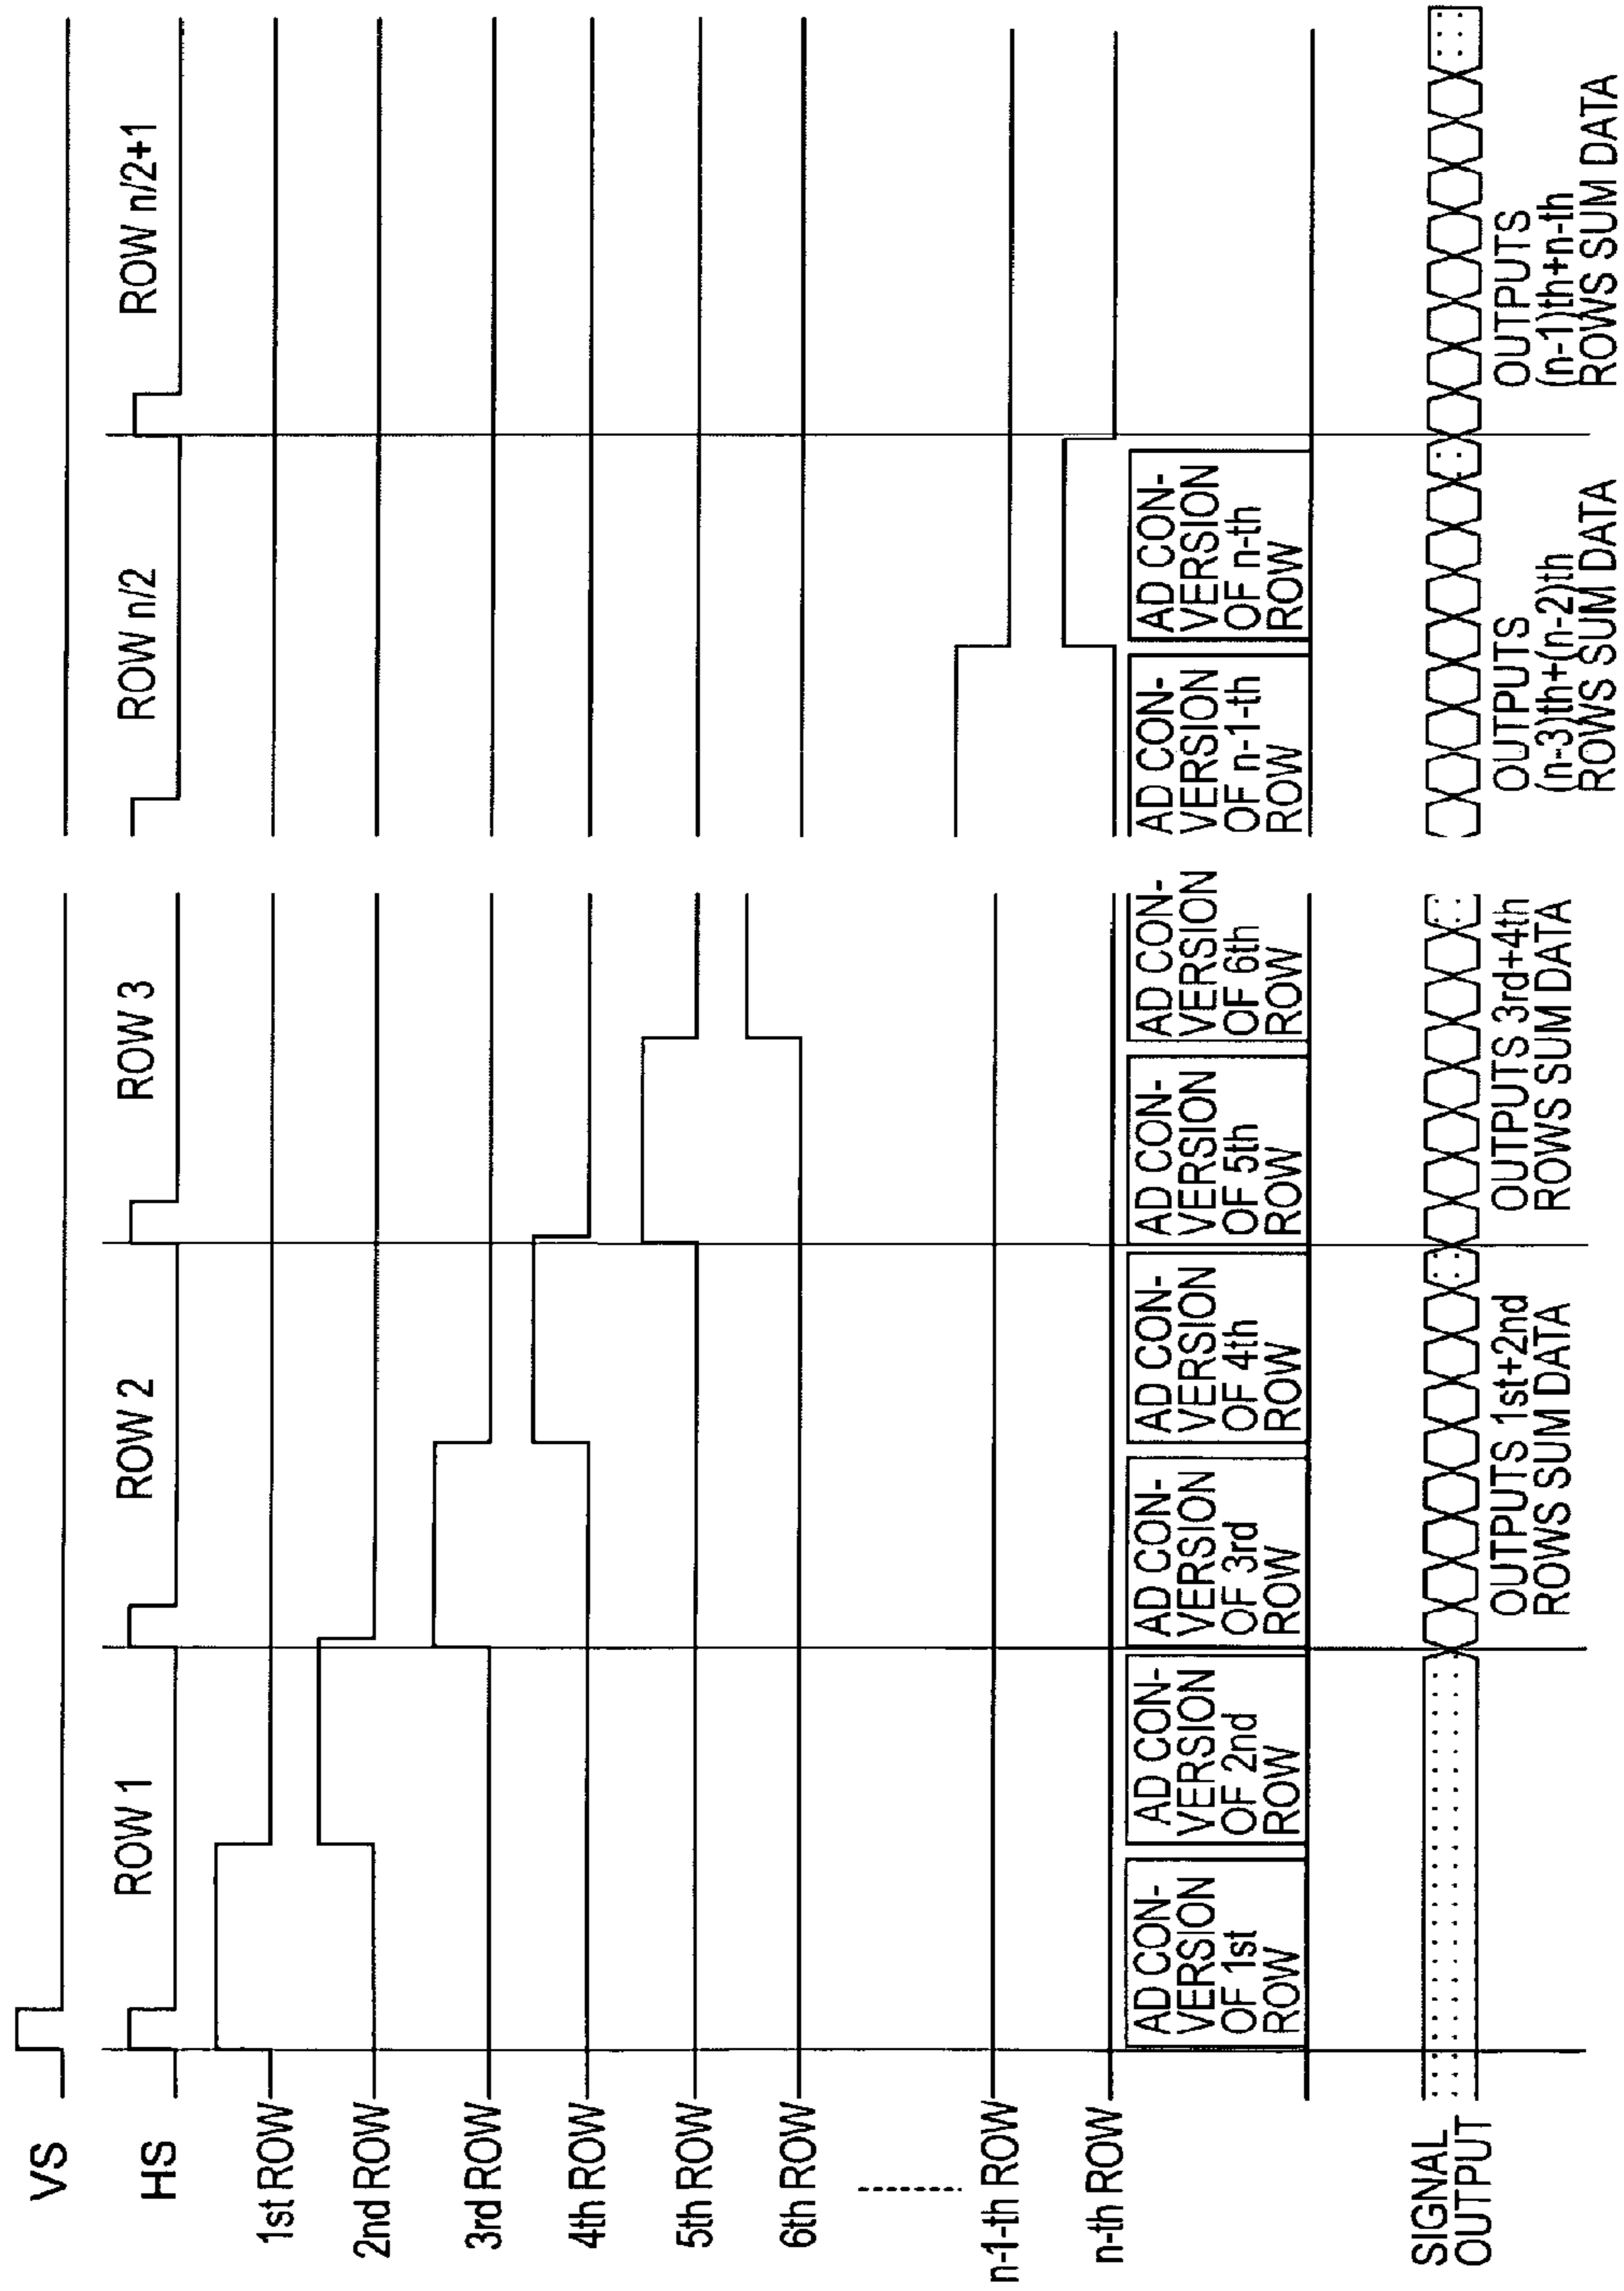 VS
HS
ROW 1
ROW 2
ROW 3
ROW n/2
ROW n/2+1
1st ROW
2nd ROW
3rd ROW
4th ROW
5th ROW
6th ROW
n-1-th ROW
n-th ROW
AD CON-
VERSION
OF 1st
ROW
AD CON-
VERSION
OF 2nd
ROW
AD CON-
VERSION
OF 3rd
ROW
AD CON-
VERSION
OF 4th
ROW
AD CON-
VERSION
OF 5th
ROW
AD CON-
VERSION
OF 6th
ROW
AD CON-
VERSION
OF n-1-th
ROW
AD CON-
VERSION
OF n-th
ROW
SIGNAL
OUTPUT
OUTPUTS 1st+2nd
ROWS SUM DATA
OUTPUTS 3rd+4th
ROWS SUM DATA
OUTPUTS
(n-3)th+(n-2)th
ROWS SUM DATA
OUTPUTS
(n-1)th+n-th
ROWS SUM DATA